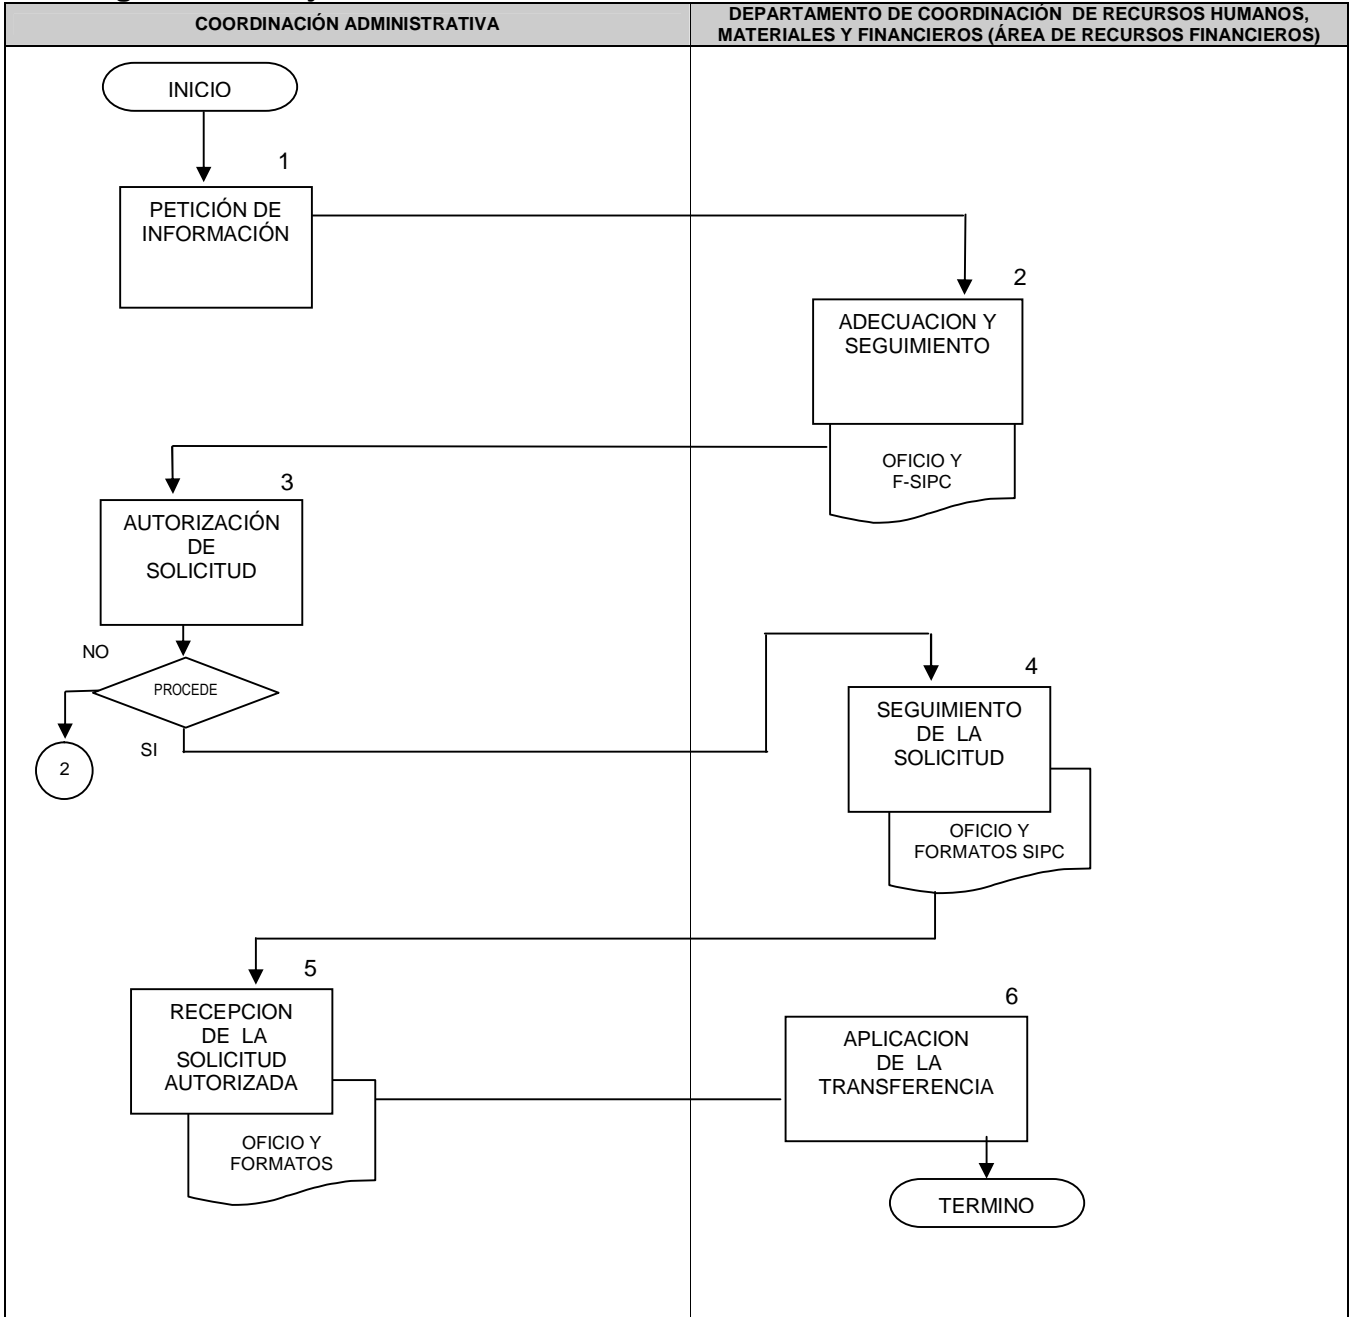 COORDINACIÓN ADMINISTRATIVA
DEPARTAMENTO DE COORDINACIÓN DE RECURSOS HUMANOS,
MATERIALES Y FINANCIEROS (ÁREA DE RECURSOS FINANCIEROS)
INICIO
1
PETICIÓN DE
INFORMACIÓN
2
ADECUACION Y
SEGUIMIENTO
OFICIO Y
F-SIPC
3
AUTORIZACIÓN
DE
SOLICITUD
NO
PROCEDE
SI
2
4
SEGUIMIENTO
DE LA
SOLICITUD
OFICIO Y
FORMATOS SIPC
5
RECEPCION
DE LA
SOLICITUD
AUTORIZADA
OFICIO Y
FORMATOS
6
APLICACION
DE LA
TRANSFERENCIA
TERMINO